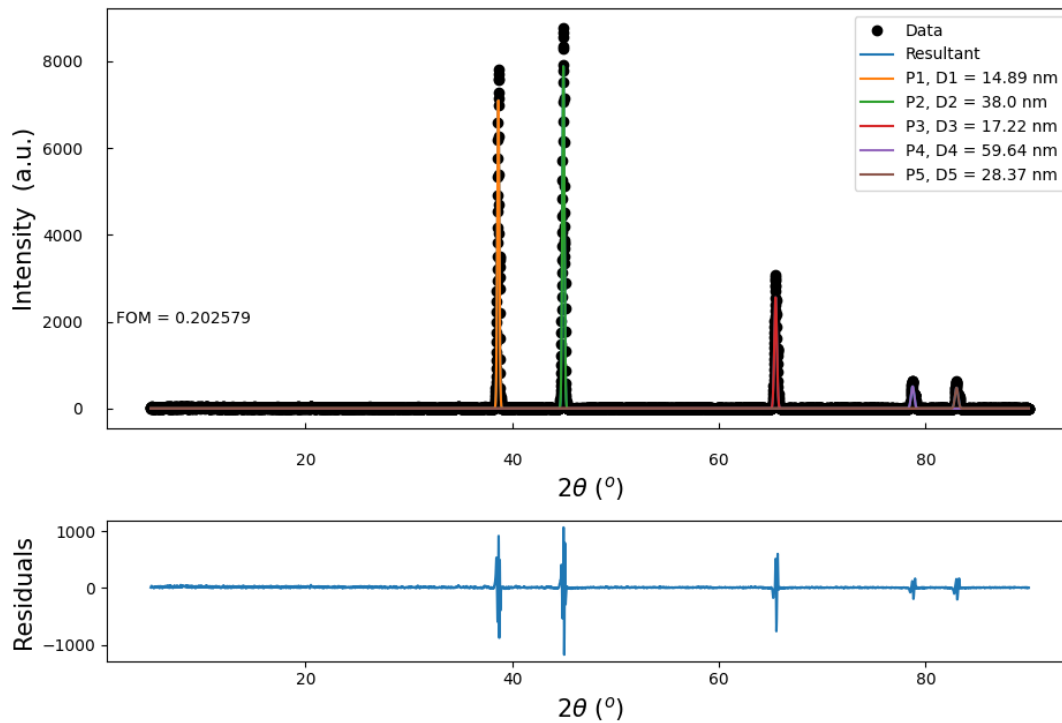 8000
6000
4000
2000
0
Intensity (a.u.)
FOM = 0.202579
Data
Resultant
P1, D1 = 14.89 nm
P2, D2 = 38.0 nm
P3, D3 = 17.22 nm
P4, D4 = 59.64 nm
P5, D5 = 28.37 nm
20 40 60 80
2θ (°)
1000
0
−1000
Residuals
20 40 60 80
2θ (°)